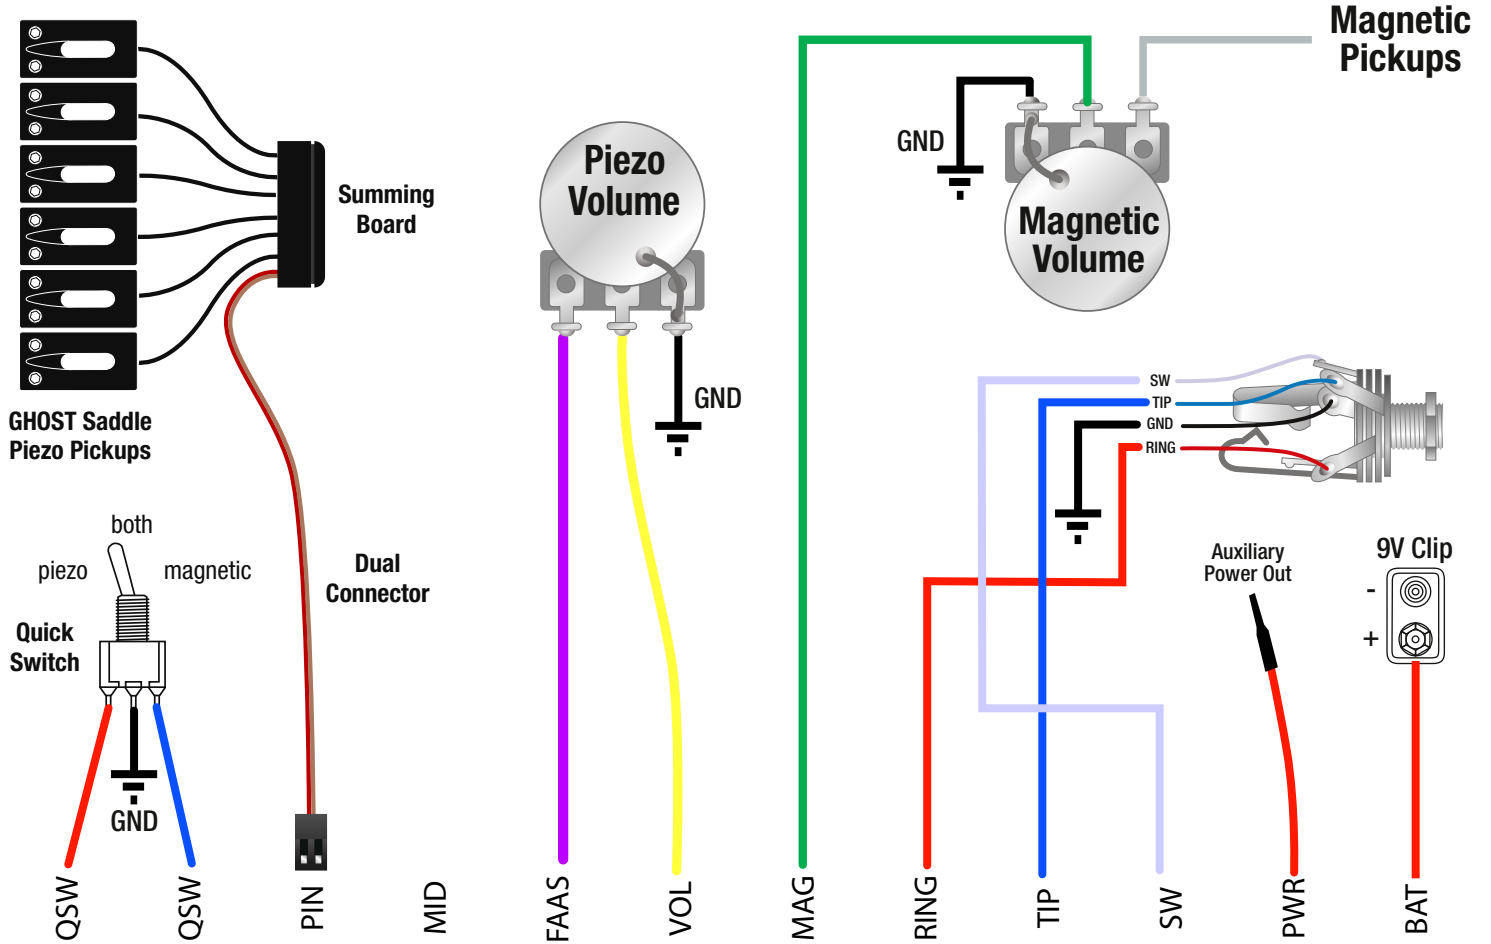 Magnetic
Pickups
GND
Piezo
Volume
Magnetic
Volume
Summing
Board
GND
SW
TIP
GND
RING
GHOST Saddle
Piezo Pickups
both
piezo
magnetic
Quick
Switch
GND
Dual
Connector
Auxiliary
Power Out
9V Clip
-
+
QSW
QSW
PIN
MID
FAAS
VOL
MAG
RING
TIP
SW
PWR
BAT